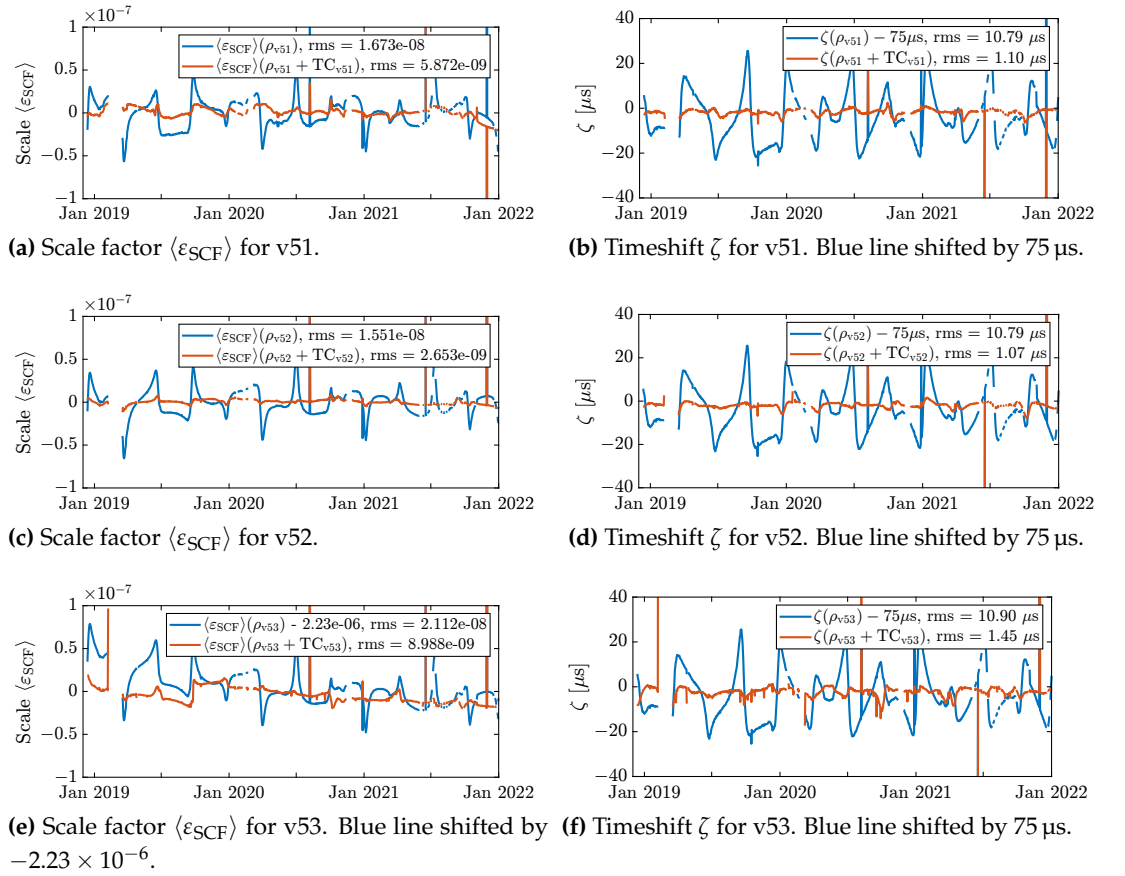 ×10⁻⁷
1
0.5
0
−0.5
−1
Scale ⟨ε_SCF⟩
⟨ε_SCF⟩(ρ_v51), rms = 1.673e-08
⟨ε_SCF⟩(ρ_v51 + TC_v51), rms = 5.872e-09
Jan 2019 Jan 2020 Jan 2021 Jan 2022
(a) Scale factor ⟨ε_SCF⟩ for v51.
40
20
0
−20
−40
ζ [μs]
ζ(ρ_v51) − 75μs, rms = 10.79 μs
ζ(ρ_v51 + TC_v51), rms = 1.10 μs
Jan 2019 Jan 2020 Jan 2021 Jan 2022
(b) Timeshift ζ for v51. Blue line shifted by 75 μs.
×10⁻⁷
1
0.5
0
−0.5
−1
Scale ⟨ε_SCF⟩
⟨ε_SCF⟩(ρ_v52), rms = 1.551e-08
⟨ε_SCF⟩(ρ_v52 + TC_v52), rms = 2.653e-09
Jan 2019 Jan 2020 Jan 2021 Jan 2022
(c) Scale factor ⟨ε_SCF⟩ for v52.
40
20
0
−20
−40
ζ [μs]
ζ(ρ_v52) − 75μs, rms = 10.79 μs
ζ(ρ_v52 + TC_v52), rms = 1.07 μs
Jan 2019 Jan 2020 Jan 2021 Jan 2022
(d) Timeshift ζ for v52. Blue line shifted by 75 μs.
×10⁻⁷
1
0.5
0
−0.5
−1
Scale ⟨ε_SCF⟩
⟨ε_SCF⟩(ρ_v53) - 2.23e-06, rms = 2.112e-08
⟨ε_SCF⟩(ρ_v53 + TC_v53), rms = 8.988e-09
Jan 2019 Jan 2020 Jan 2021 Jan 2022
(e) Scale factor ⟨ε_SCF⟩ for v53. Blue line shifted by
−2.23 × 10⁻⁶.
40
20
0
−20
−40
ζ [μs]
ζ(ρ_v53) − 75μs, rms = 10.90 μs
ζ(ρ_v53 + TC_v53), rms = 1.45 μs
Jan 2019 Jan 2020 Jan 2021 Jan 2022
(f) Timeshift ζ for v53. Blue line shifted by 75 μs.